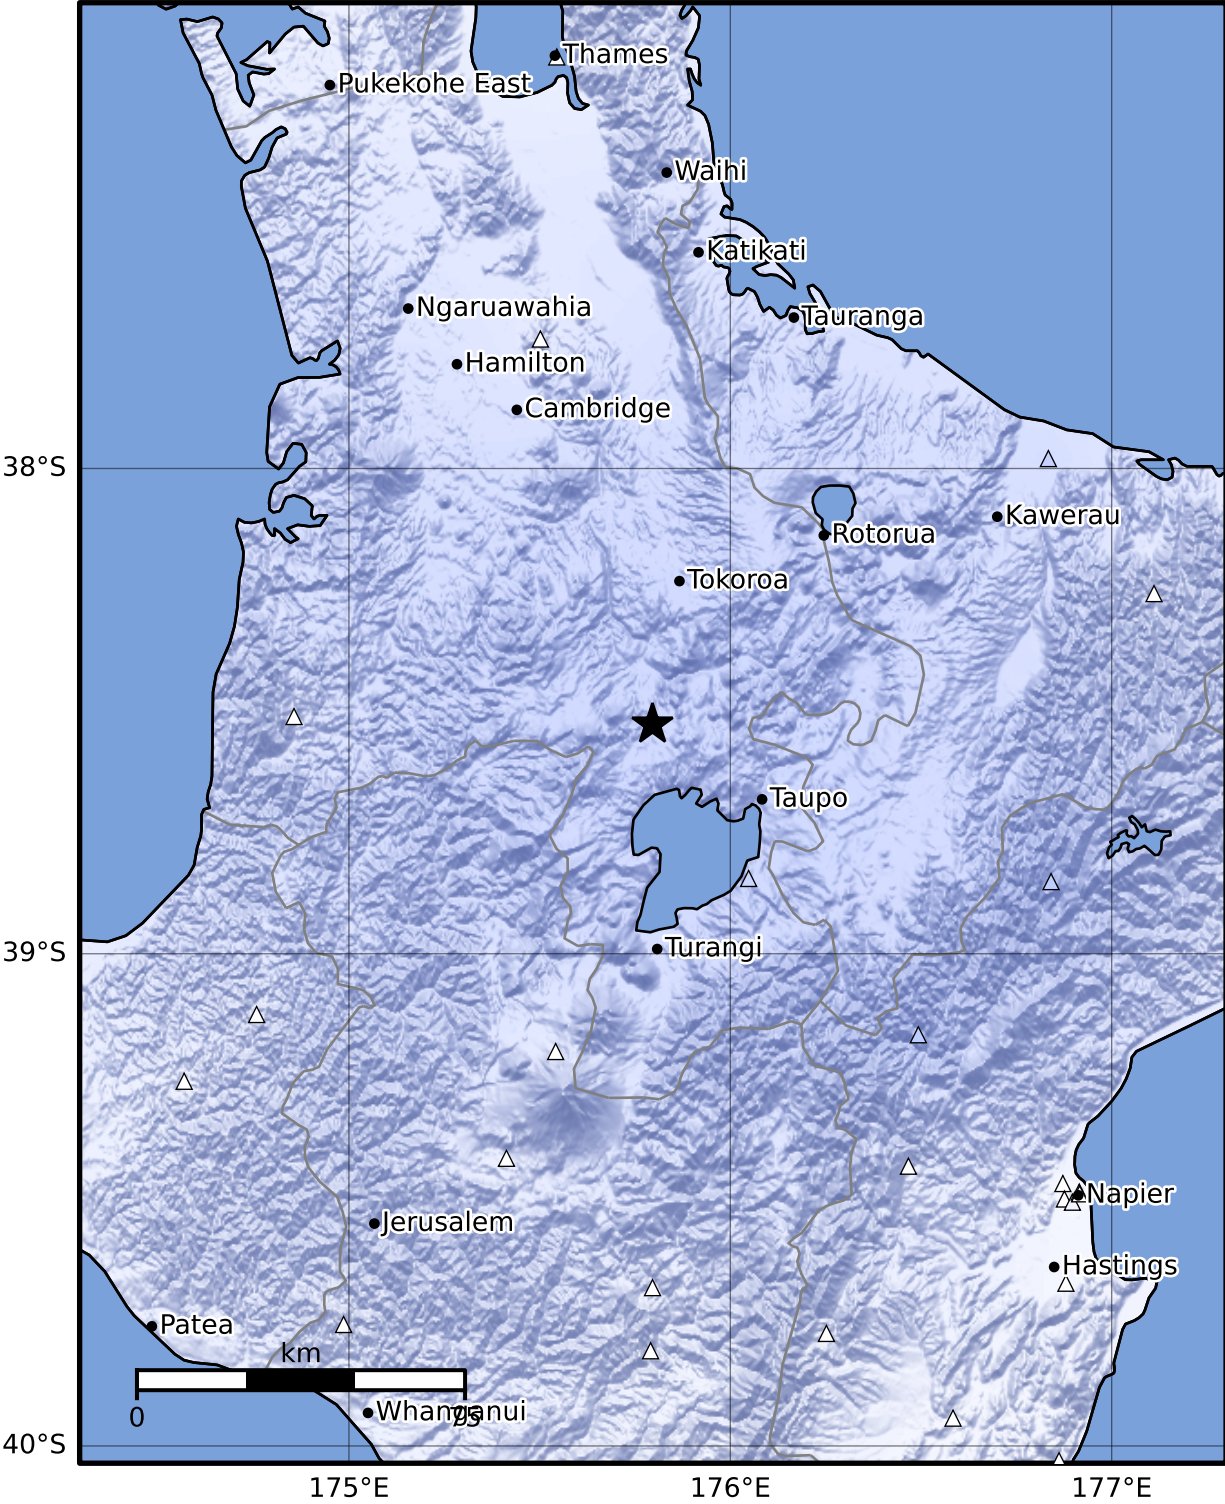 Thames
Pukekohe East
Waihi
Katikati
Ngaruawahia
Tauranga
Hamilton
Cambridge
38°S
Kawerau
Rotorua
Tokoroa
Taupo
Turangi
39°S
Napier
Jerusalem
Hastings
Patea
km
0
75
Whanganui
40°S
175°E
176°E
177°E